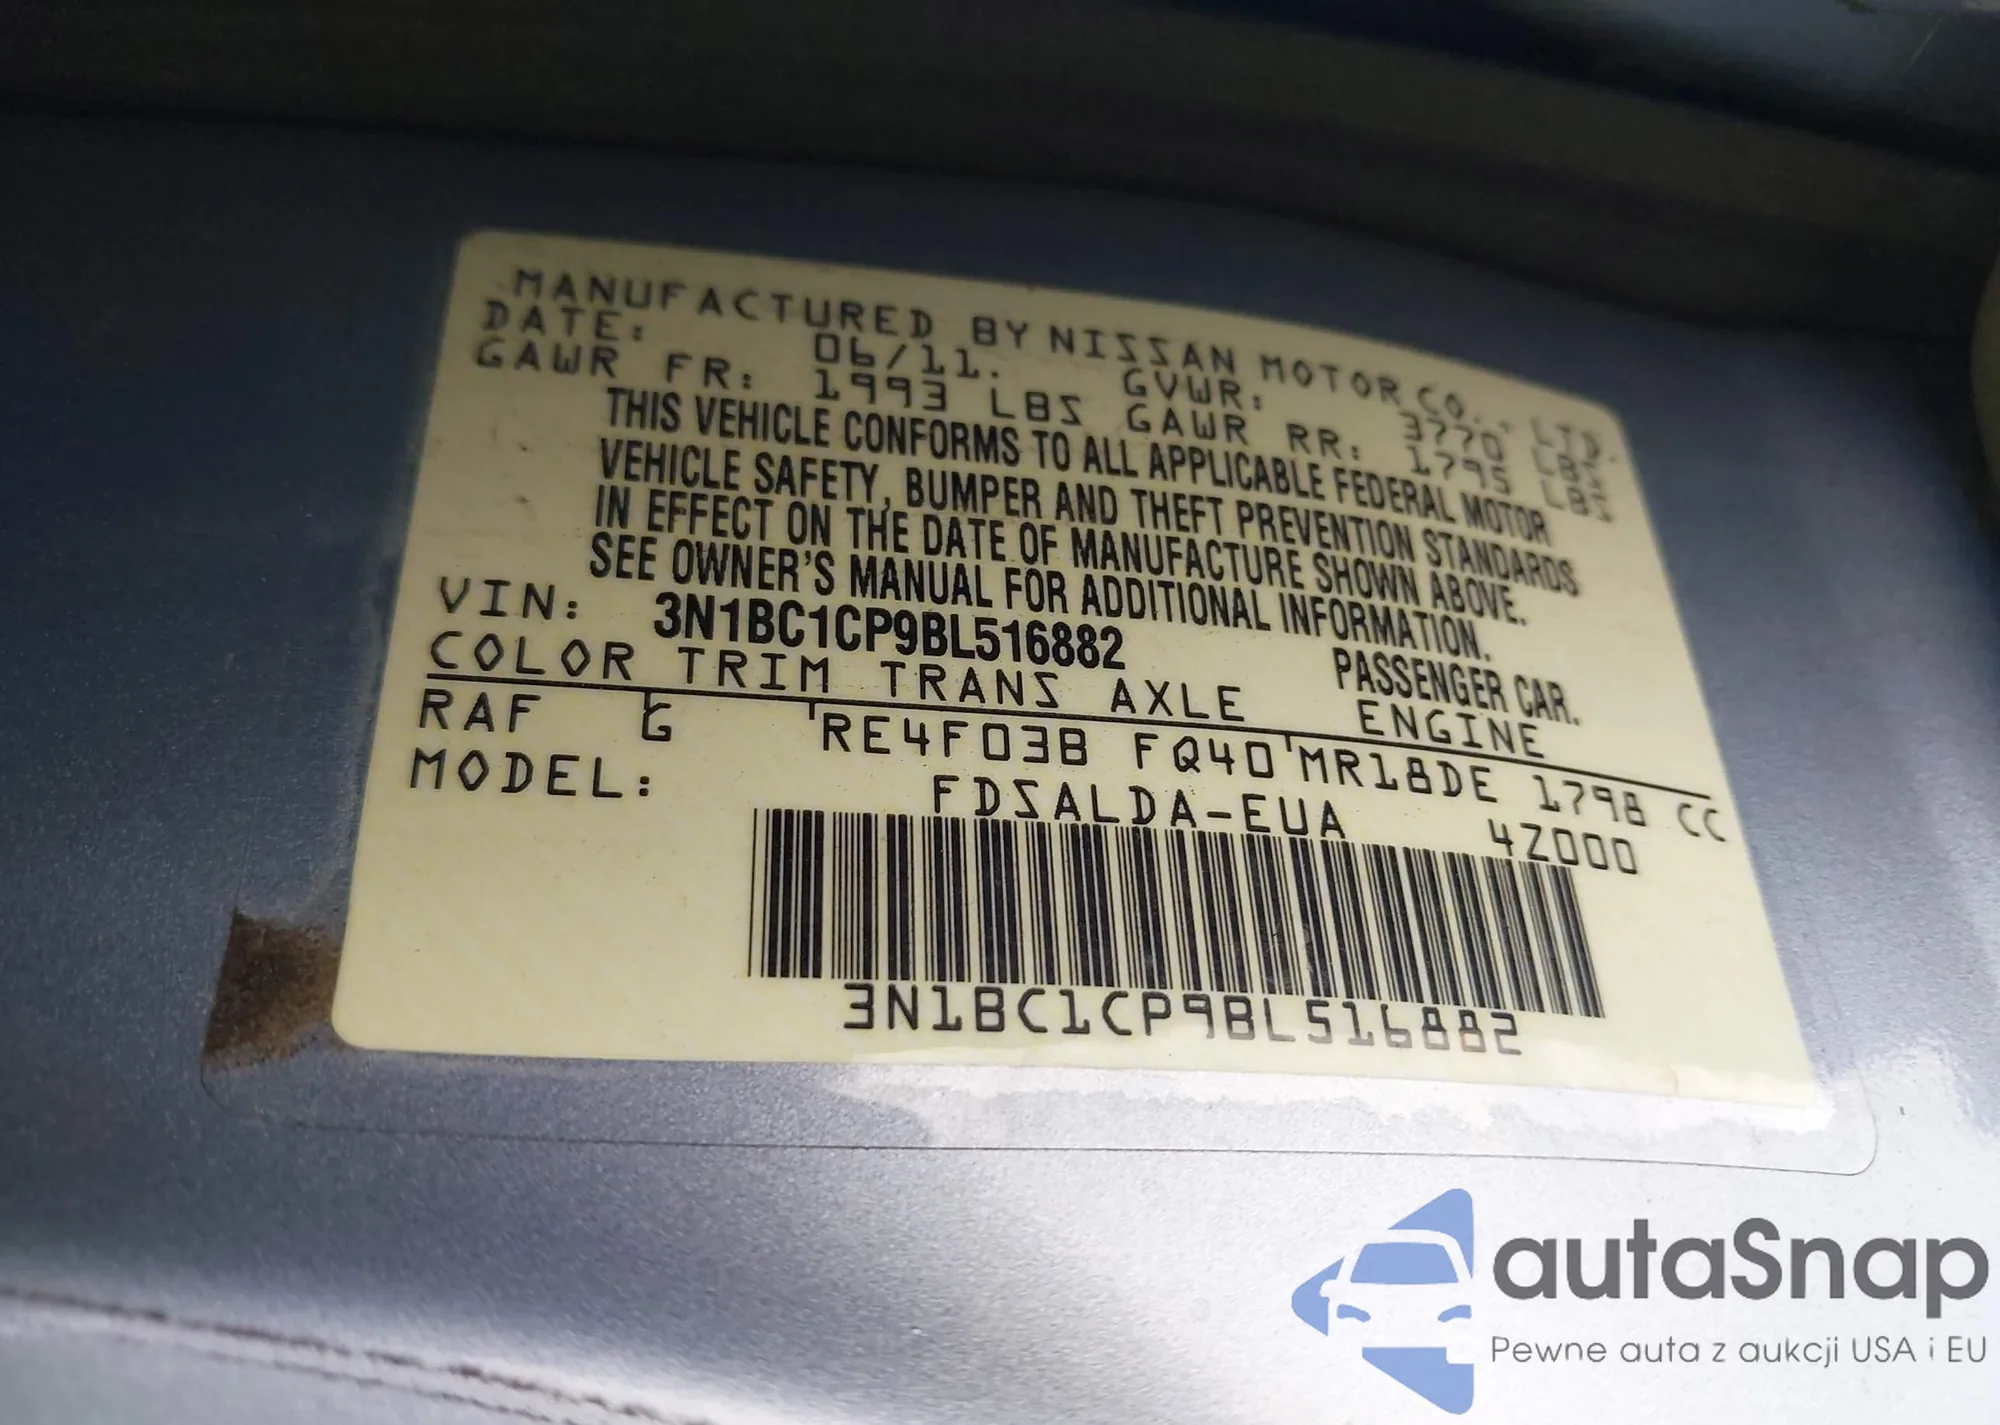 MANUFACTURED BY NISSAN MOTOR CO., LTD.
DATE: 06/11. GVWR: 3770 LBS
GAWR FR: 1993 LBS GAWR RR: 1795 LBS
THIS VEHICLE CONFORMS TO ALL APPLICABLE FEDERAL MOTOR
VEHICLE SAFETY, BUMPER AND THEFT PREVENTION STANDARDS
IN EFFECT ON THE DATE OF MANUFACTURE SHOWN ABOVE.
SEE OWNER'S MANUAL FOR ADDITIONAL INFORMATION.
VIN: 3N1BC1CP9BL516882 PASSENGER CAR.
COLOR TRIM TRANS AXLE ENGINE
RAF G RE4F03B FQ40 MR18DE 1798 CC
MODEL: FDSALDA-EUA 4Z000
3N1BC1CP9BL516882
autaSnap
Pewne auta z aukcji USA i EU